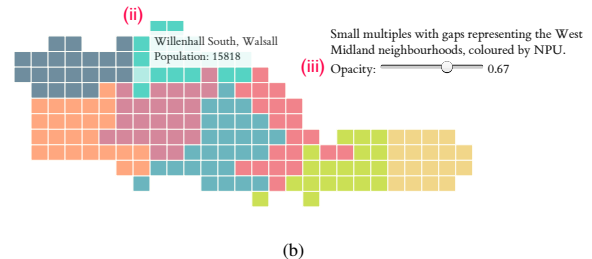 (ii)
Willenhall South, Walsall
Population: 15818
Small multiples with gaps representing the West
Midland neighbourhoods, coloured by NPU.
(iii) Opacity: 0.67
(b)